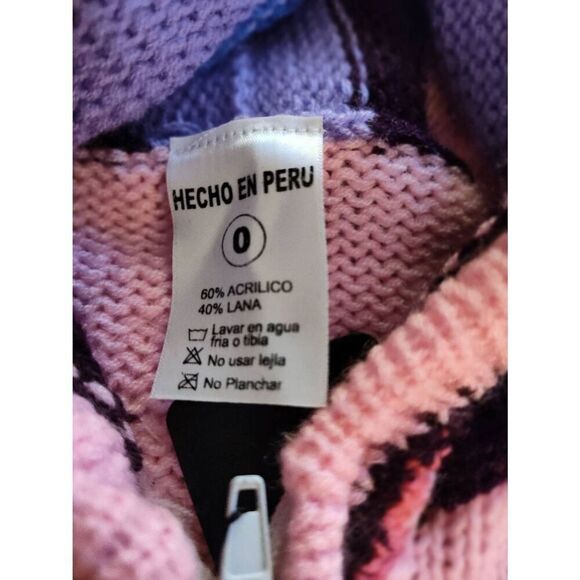 HECHO EN PERU
0
60% ACRILICO
40% LANA
Lavar en agua
fria o tibia
No usar lejia
No Planchar